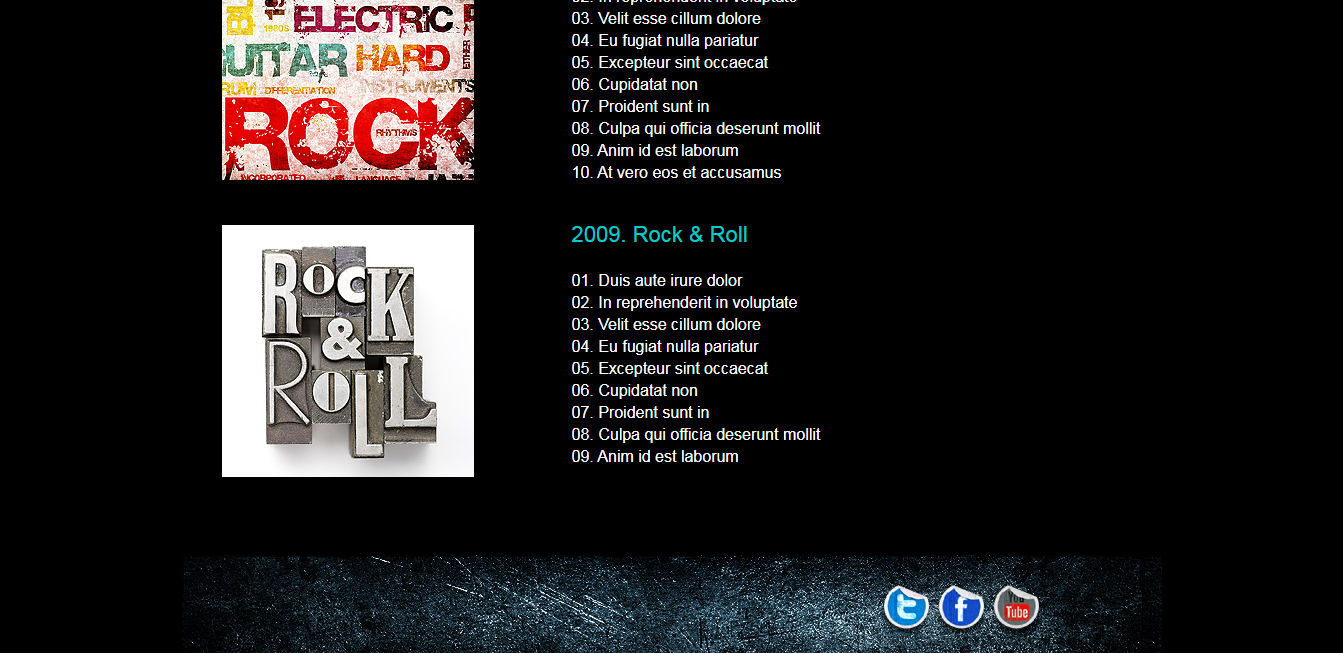 ELECTRIC
1980S
GUITAR HARD
DIFFERENTIATION INSTRUMENTS
ROCK
RHYTHMS
INCORPORATED LANGUAGE
02. In reprehenderit in voluptate
03. Velit esse cillum dolore
04. Eu fugiat nulla pariatur
05. Excepteur sint occaecat
06. Cupidatat non
07. Proident sunt in
08. Culpa qui officia deserunt mollit
09. Anim id est laborum
10. At vero eos et accusamus
ROCK
&
ROLL
2009. Rock & Roll
01. Duis aute irure dolor
02. In reprehenderit in voluptate
03. Velit esse cillum dolore
04. Eu fugiat nulla pariatur
05. Excepteur sint occaecat
06. Cupidatat non
07. Proident sunt in
08. Culpa qui officia deserunt mollit
09. Anim id est laborum
t f You
Tube